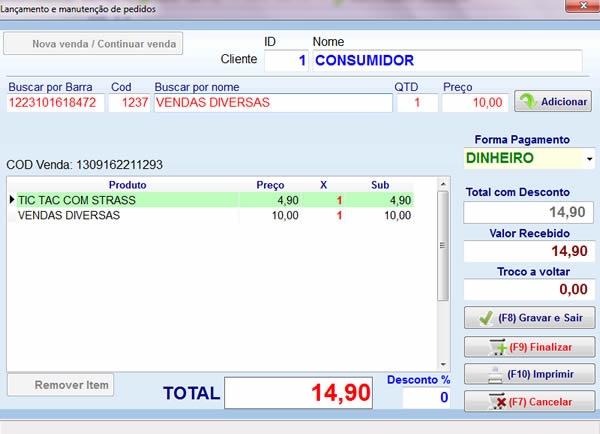 Lançamento e manutenção de pedidos
Nova venda / Continuar venda
ID Nome
Cliente 1 CONSUMIDOR
Buscar por Barra Cod Buscar por nome QTD Preço
1223101618472 1237 VENDAS DIVERSAS 1 10,00 Adicionar
Forma Pagamento
DINHEIRO
COD Venda: 1309162211293
Produto Preço X Sub
TIC TAC COM STRASS 4,90 1 4,90
VENDAS DIVERSAS 10,00 1 10,00
Total com Desconto
14,90
Valor Recebido
14,90
Troco a voltar
0,00
(F8) Gravar e Sair
(F9) Finalizar
(F10) Imprimir
(F7) Cancelar
Remover Item
TOTAL 14,90
Desconto %
0